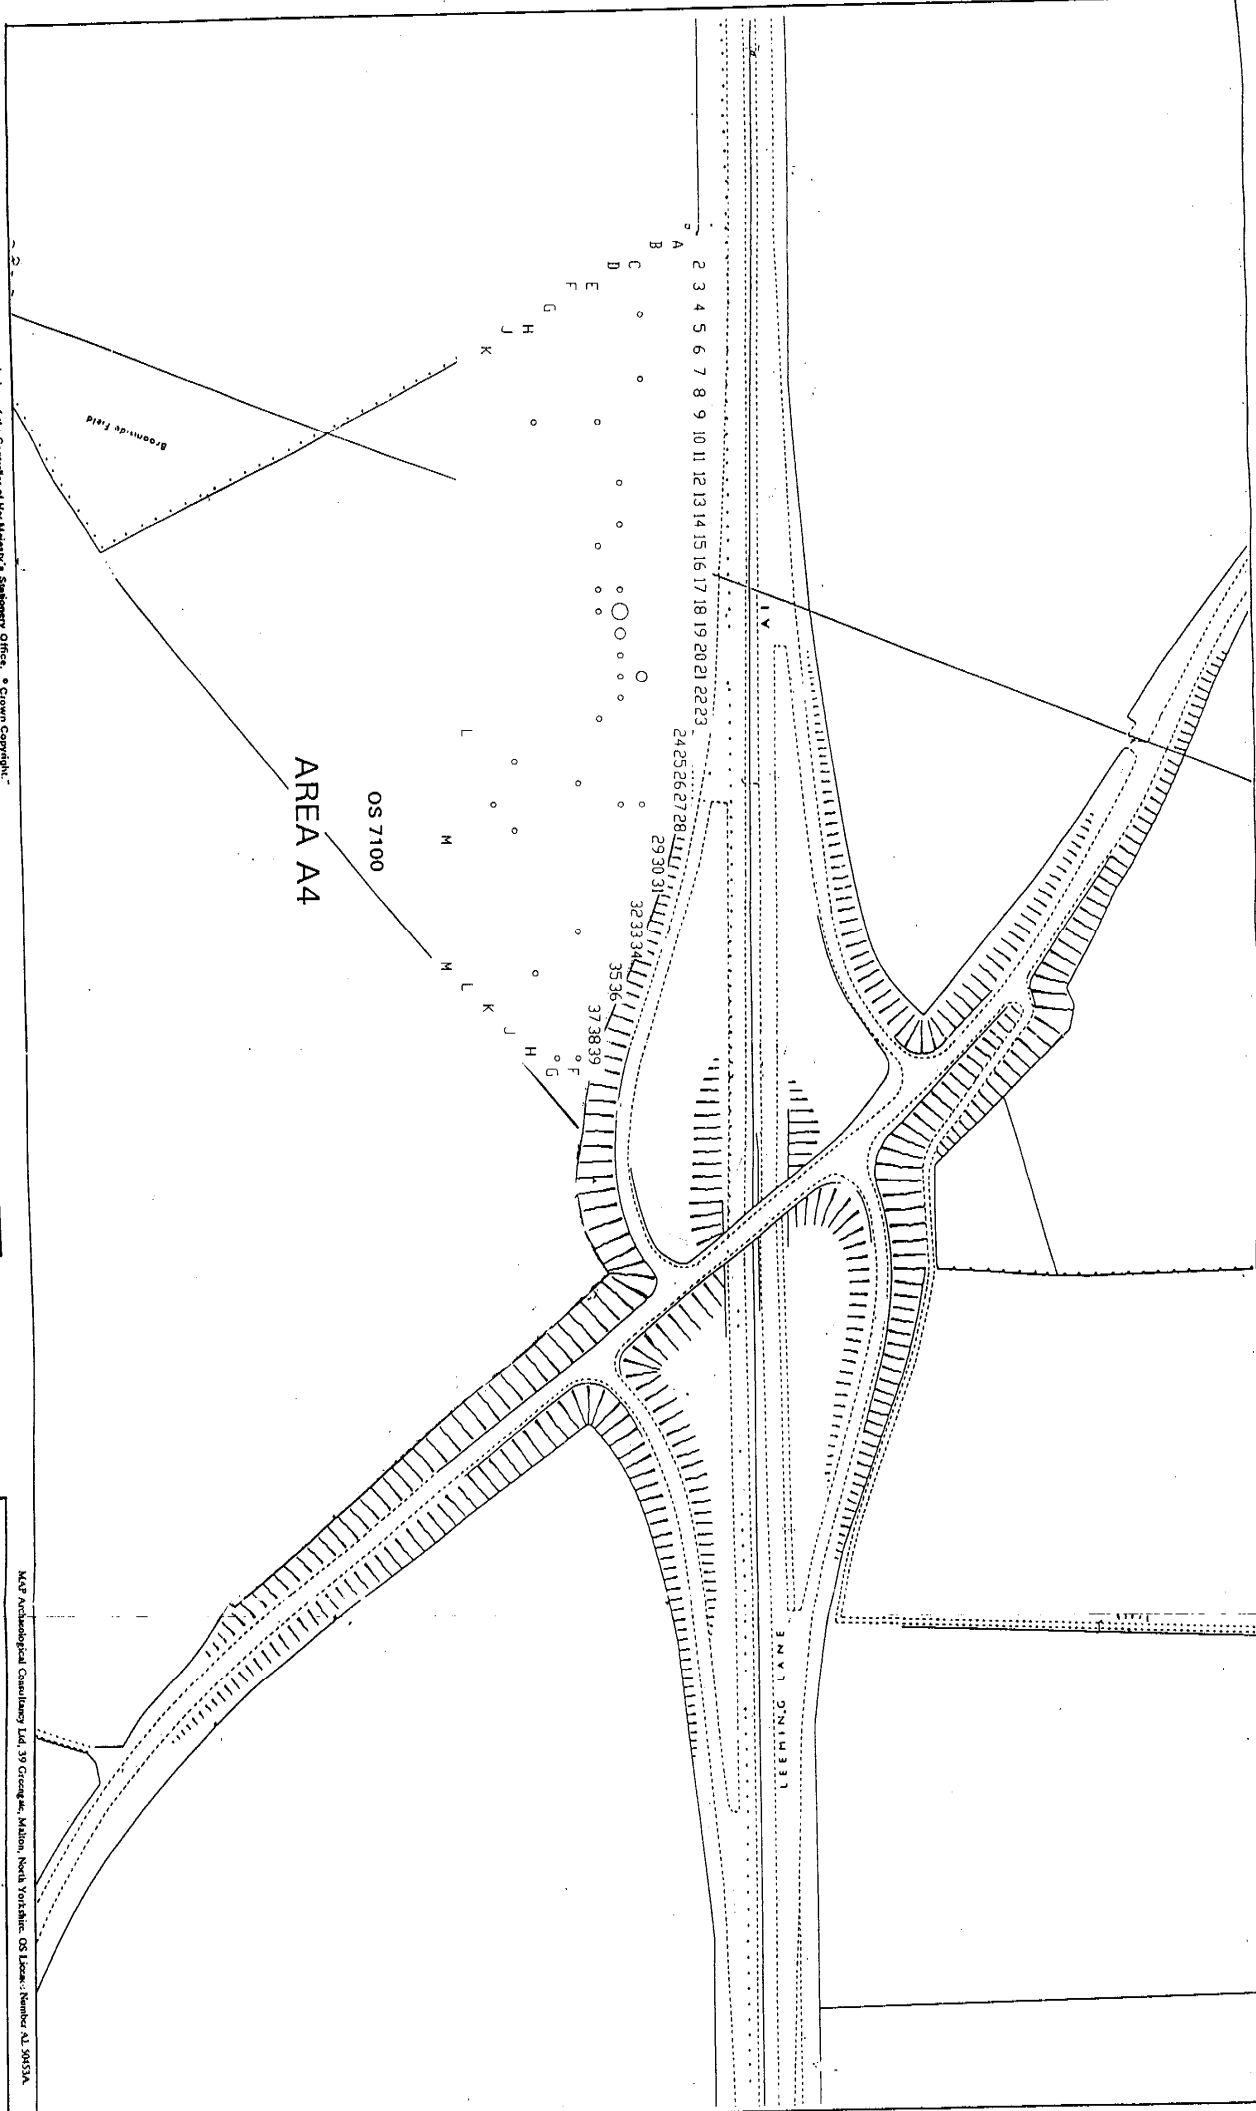 A
B
C
D
E
F
G
H
J
K
2 3 4 5 6 7 8 9 10 11 12 13 14 15 16 17 18 19 20 21 22 23
24 25 26 27 28
29 30 31
32 33 34
35 36
37 38 39
L
M
M
L
K
J
H
G
F
A1
LEEMING LANE
OS 7100
AREA A4
Field
Her Majesty's Stationery Office. © Crown Copyright."
MAP Archaeological Consultancy Ltd, 39 Greengate, Malton, North Yorkshire. OS Licence Number AL 50453A